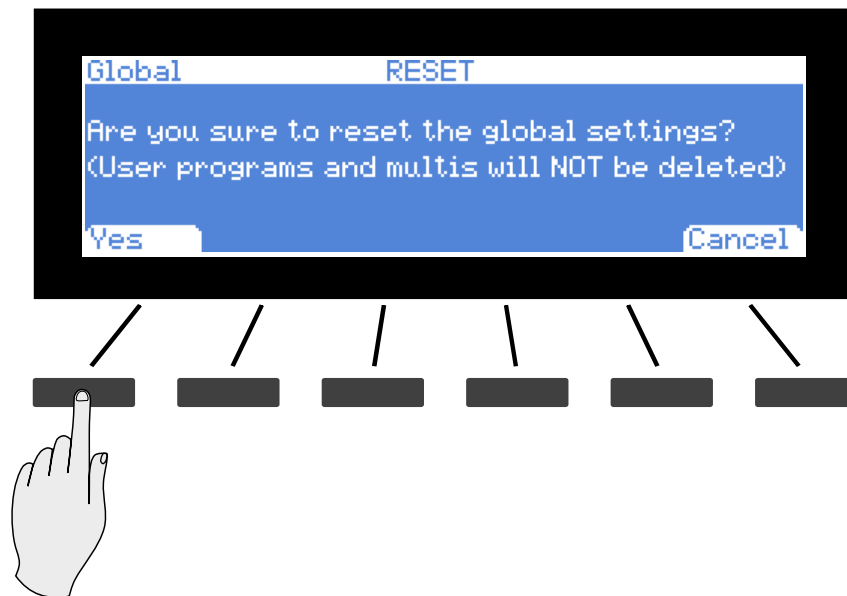 Global RESET
Are you sure to reset the global settings?
(User programs and multis will NOT be deleted)
Yes Cancel